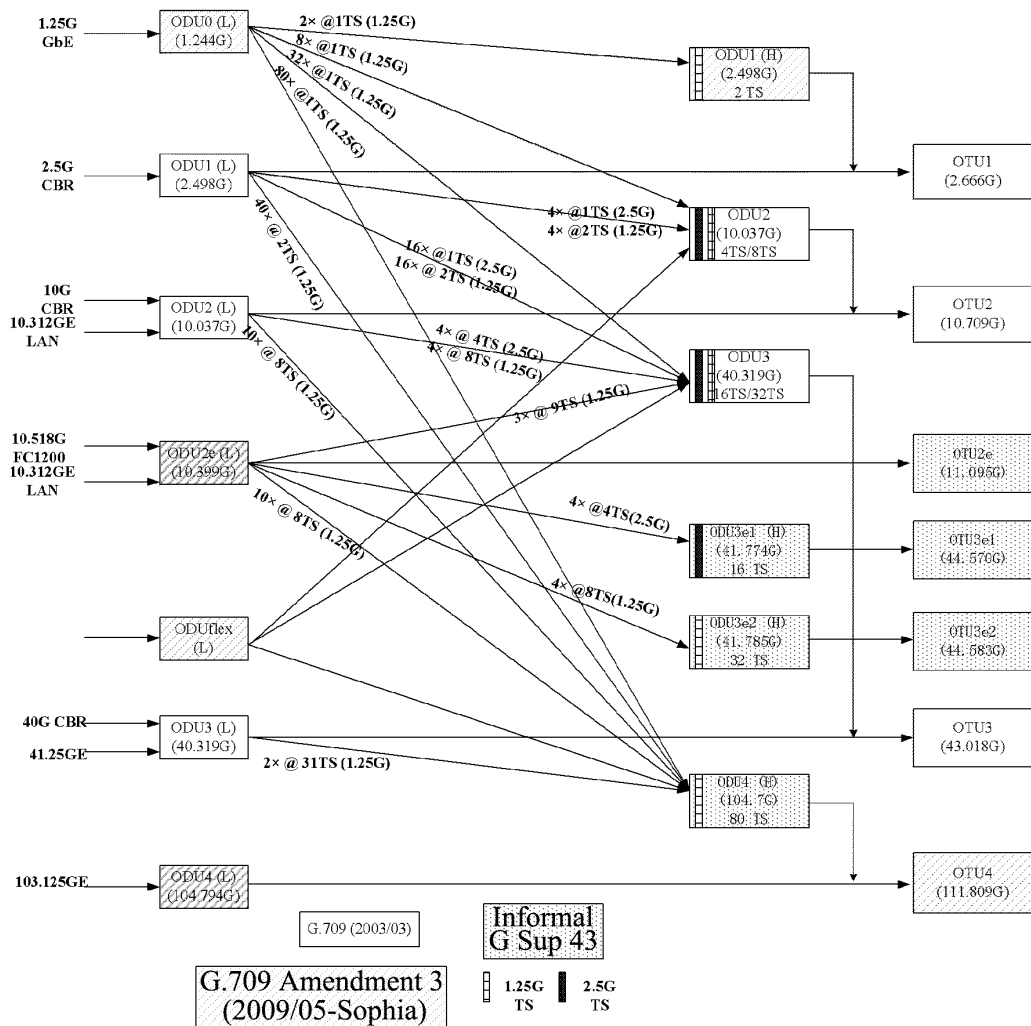 1.25G
GbE
ODU0 (L)
(1.244G)
2× @1TS (1.25G)
8× @1TS (1.25G)
32× @1TS (1.25G)
80× @1TS (1.25G)
ODU1 (H)
(2.498G)
2 TS
2.5G
CBR
ODU1 (L)
(2.498G)
OTU1
(2.666G)
40× @ 2TS (1.25G)
4× @1TS (2.5G)
4× @2TS (1.25G)
16× @1TS (2.5G)
16× @ 2TS (1.25G)
ODU2
(10.037G)
4TS/8TS
10G
CBR
10.312GE
LAN
ODU2 (L)
(10.037G)
OTU2
(10.709G)
10× @ 8TS (1.25G)
4× @ 4TS (2.5G)
4× @ 8TS (1.25G)
ODU3
(40.319G)
16TS/32TS
3× @ 9TS (1.25G)
10.518G
FC1200
10.312GE
LAN
ODU2e (L)
(10.399G)
OTU2e
(11.095G)
10× @ 8TS (1.25G)
4× @4TS(2.5G)
4× @8TS(1.25G)
ODU3e1 (H)
(41.774G)
16 TS
OTU3e1
(44.570G)
ODUflex
(L)
ODU3e2 (H)
(41.785G)
32 TS
OTU3e2
(44.583G)
40G CBR
41.25GE
ODU3 (L)
(40.319G)
2× @ 31TS (1.25G)
OTU3
(43.018G)
ODU4 (H)
(104.7G)
80 TS
103.125GE
ODU4 (L)
(104.794G)
OTU4
(111.809G)
G.709 (2003/03)
Informal
G Sup 43
G.709 Amendment 3
(2009/05-Sophia)
1.25G
TS
2.5G
TS